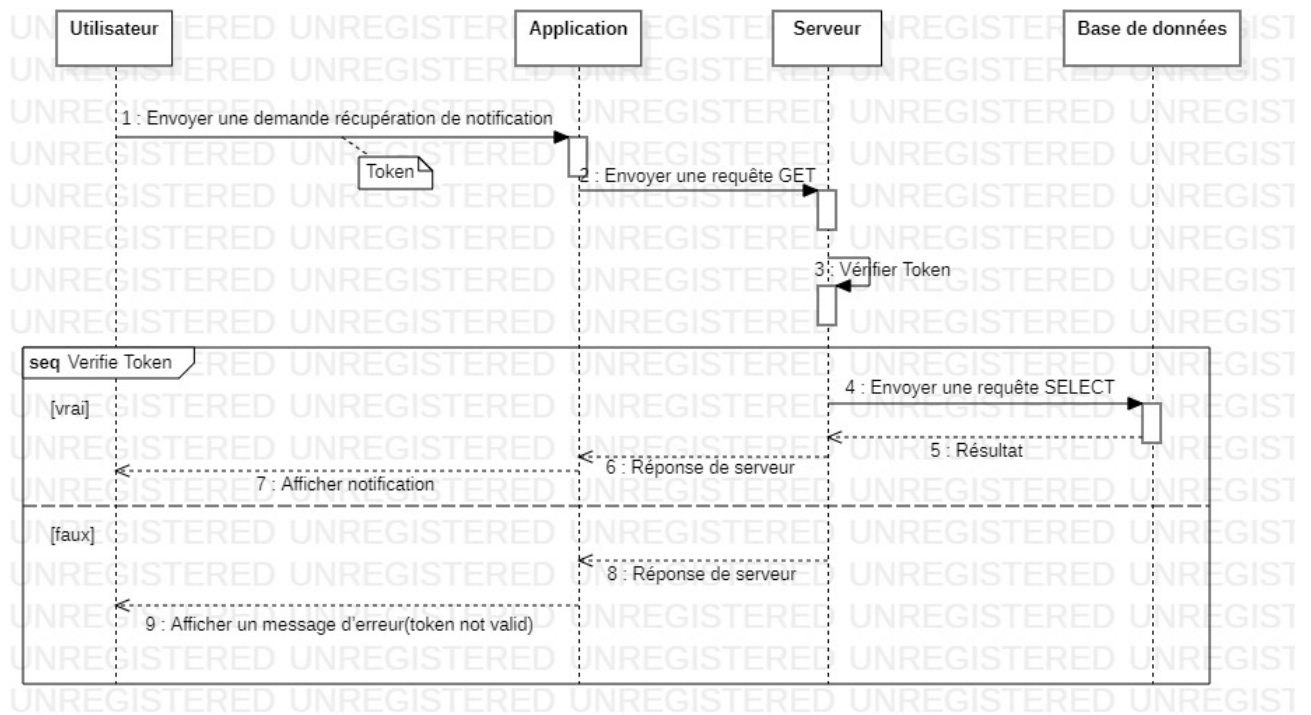 Utilisateur
Application
Serveur
Base de données
1 : Envoyer une demande récupération de notification
Token
2 : Envoyer une requête GET
3 : Vérifier Token
seq Verifie Token
4 : Envoyer une requête SELECT
[vrai]
5 : Résultat
6 : Réponse de serveur
7 : Afficher notification
[faux]
8 : Réponse de serveur
9 : Afficher un message d'erreur(token not valid)
UNREGISTERED